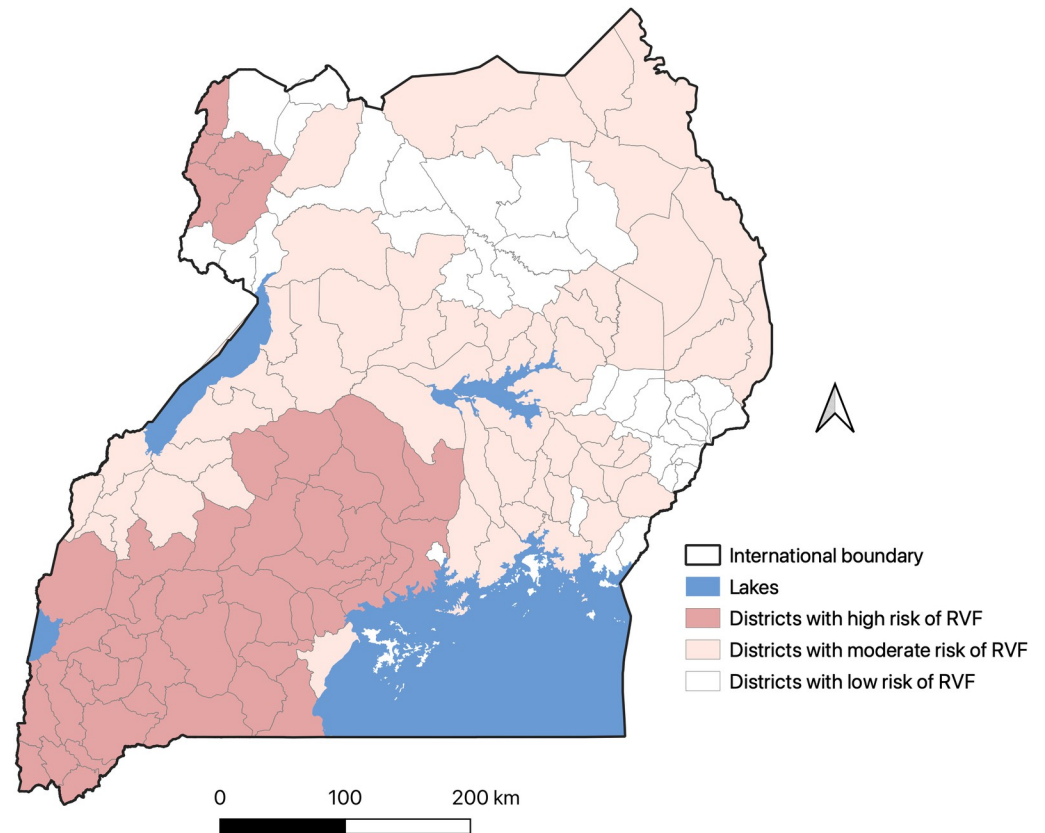 International boundary
Lakes
Districts with high risk of RVF
Districts with moderate risk of RVF
Districts with low risk of RVF
0 100 200 km